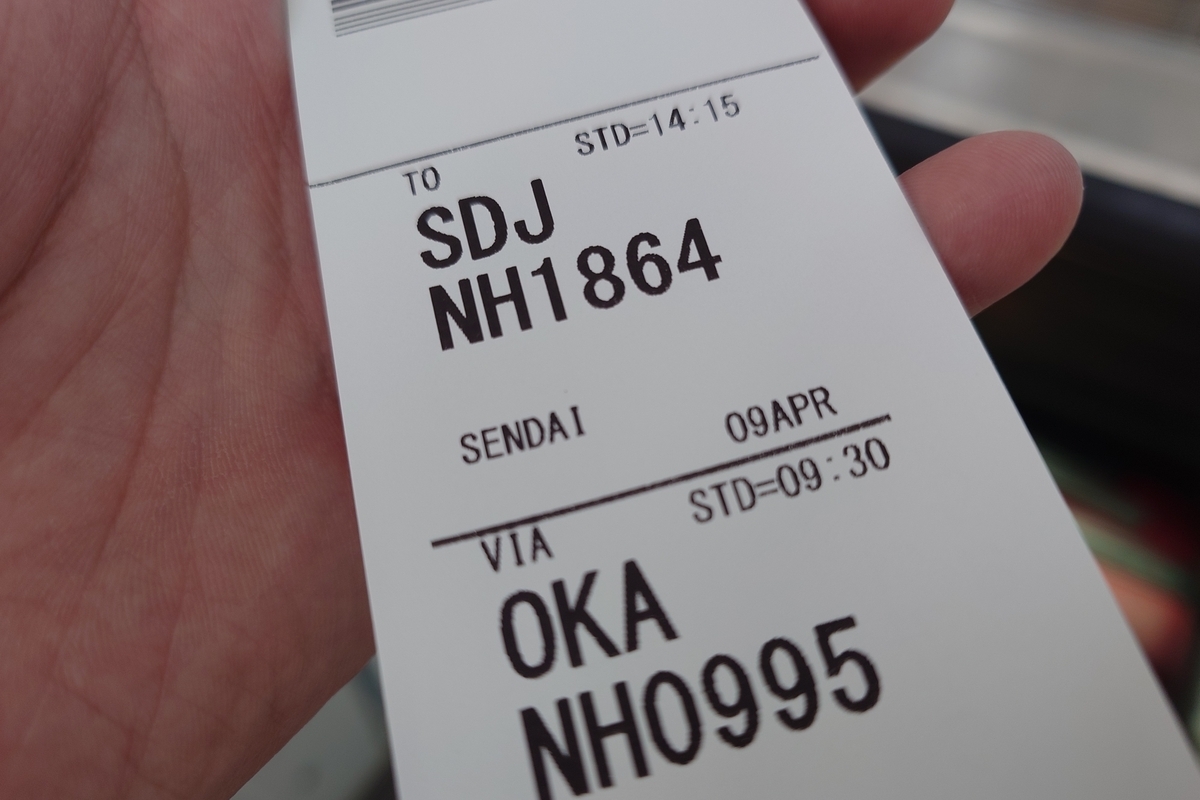 STD=14:15
TO
SDJ
NH1864
SENDAI 09APR
STD=09:30
VIA
OKA
NH0995